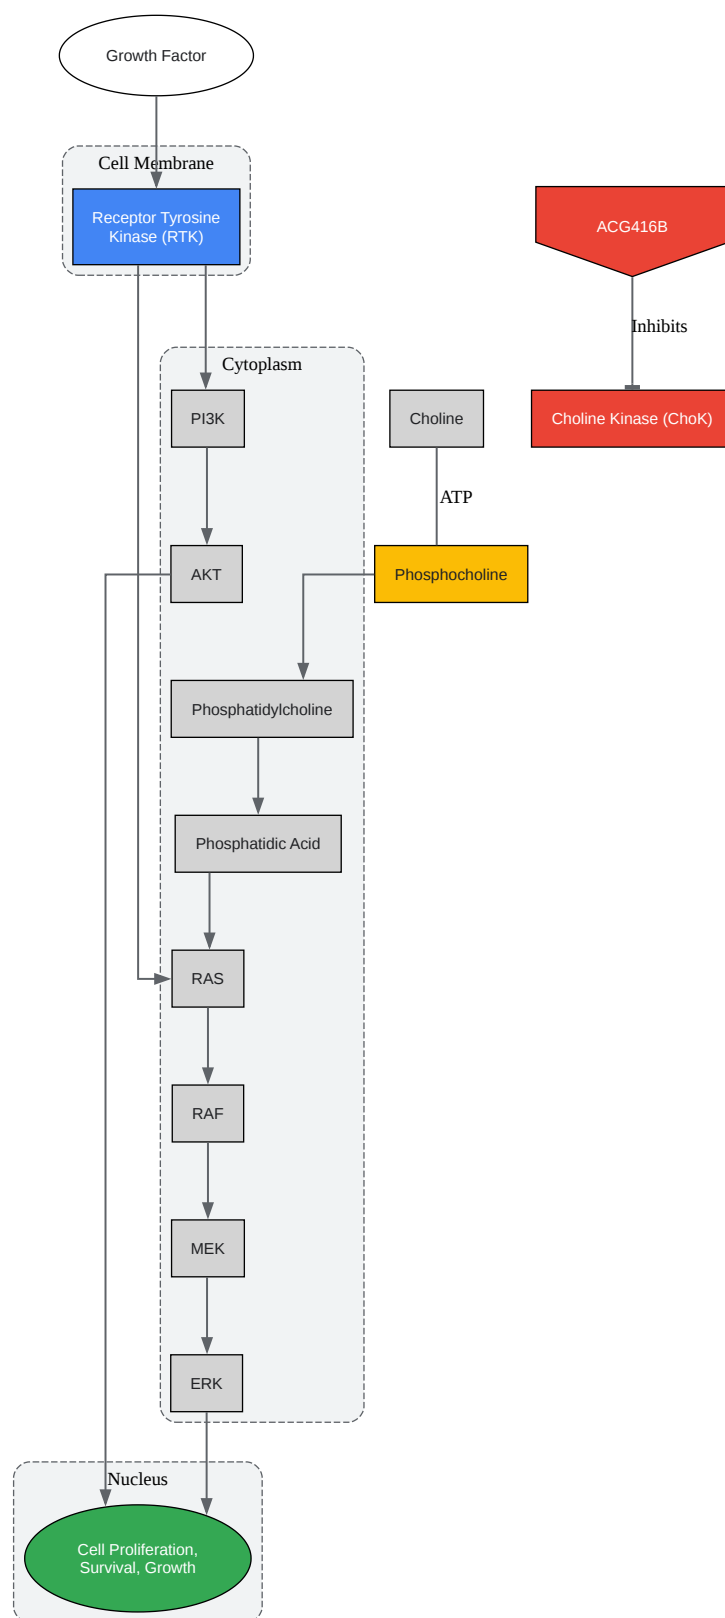 Growth Factor
Cell Membrane
Receptor Tyrosine
Kinase (RTK)
ACG416B
Inhibits
Cytoplasm
PI3K
Choline
Choline Kinase (ChoK)
ATP
AKT
Phosphocholine
Phosphatidylcholine
Phosphatidic Acid
RAS
RAF
MEK
ERK
Nucleus
Cell Proliferation,
Survival, Growth